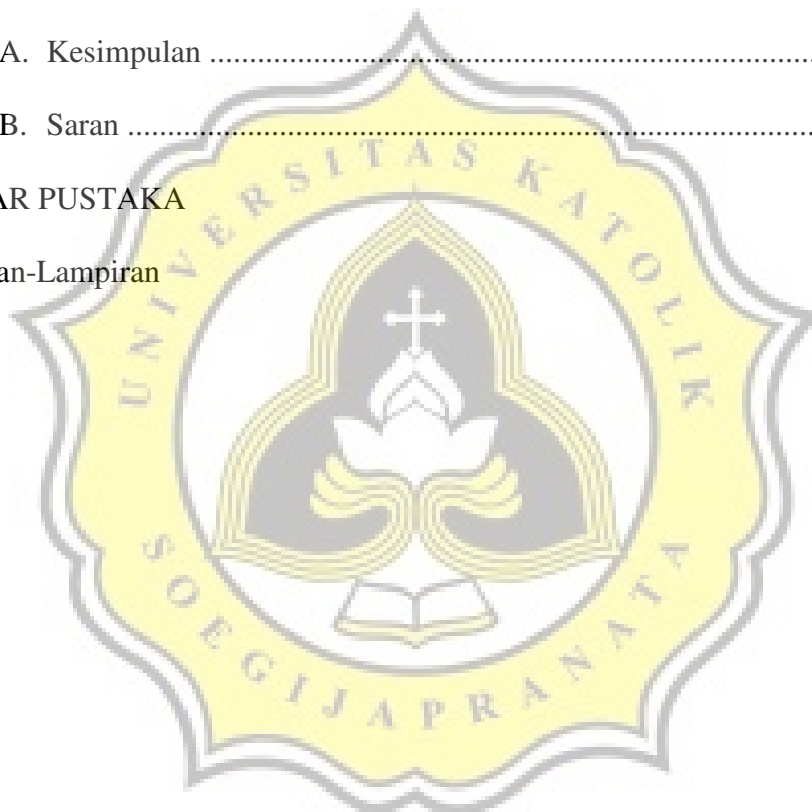 A. Kesimpulan ..........................................................................
B. Saran ....................................................................................
AR PUSTAKA
an-Lampiran
UNIVERSITAS KATOLIK
SOEGIJAPRANATA